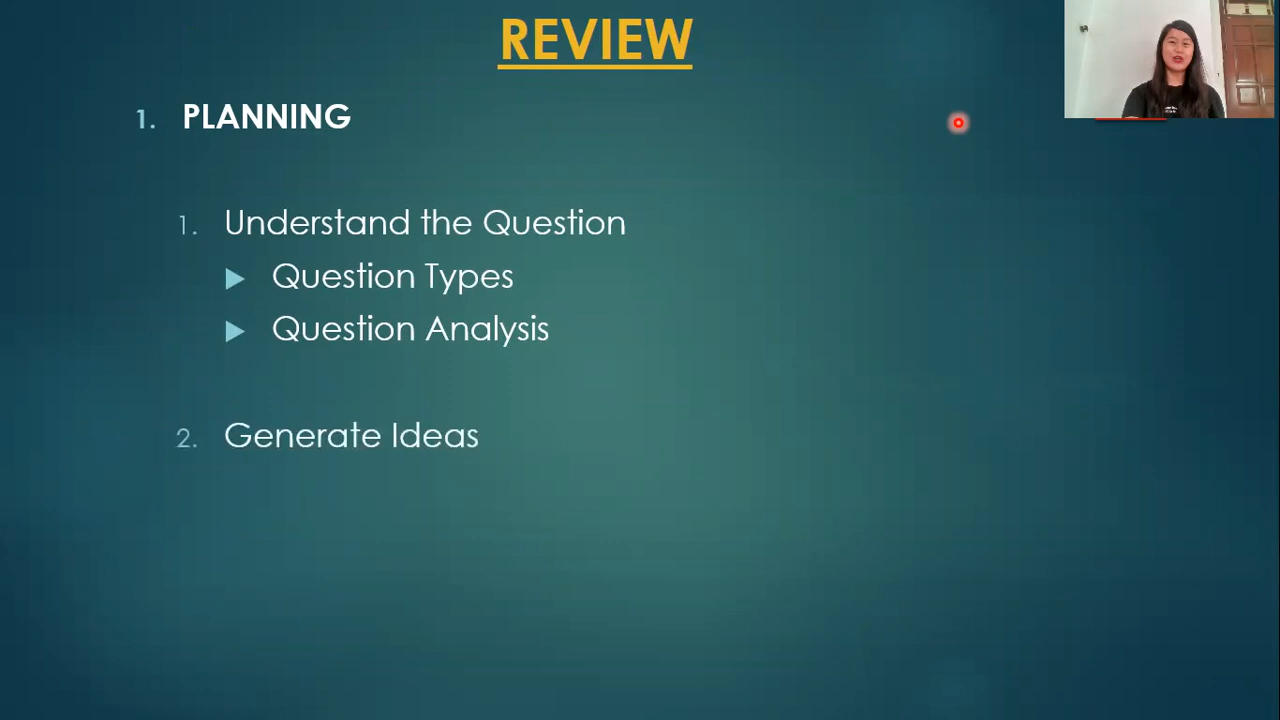 REVIEW
1. PLANNING
1. Understand the Question
▶ Question Types
▶ Question Analysis
2. Generate Ideas